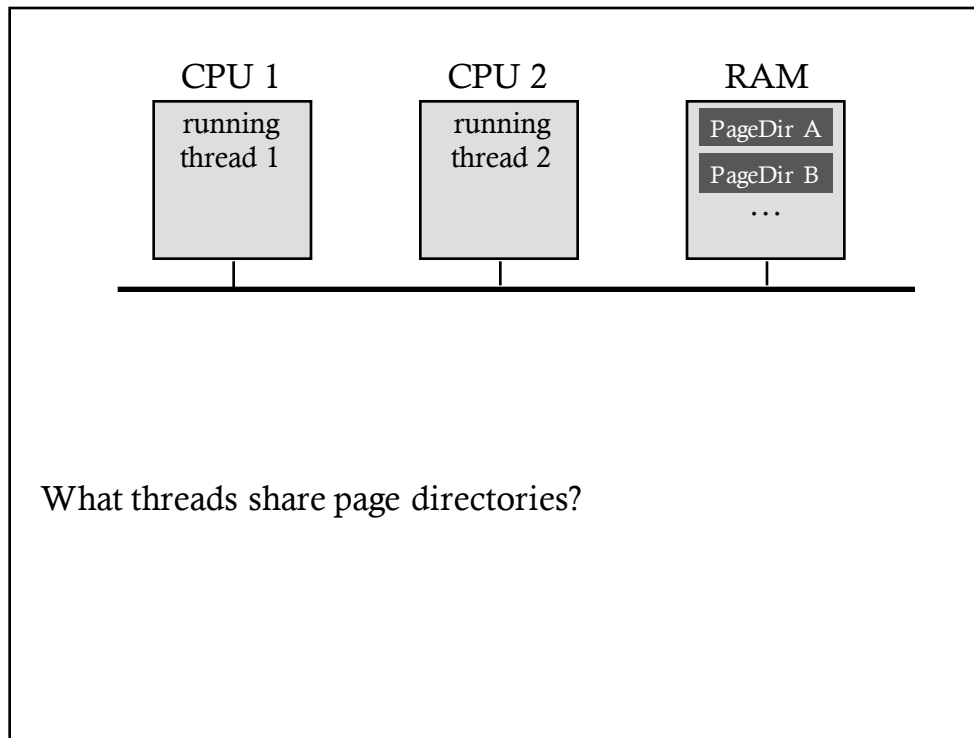 CPU 1
CPU 2
RAM
running
thread 1
running
thread 2
PageDir A
PageDir B
…
What threads share page directories?